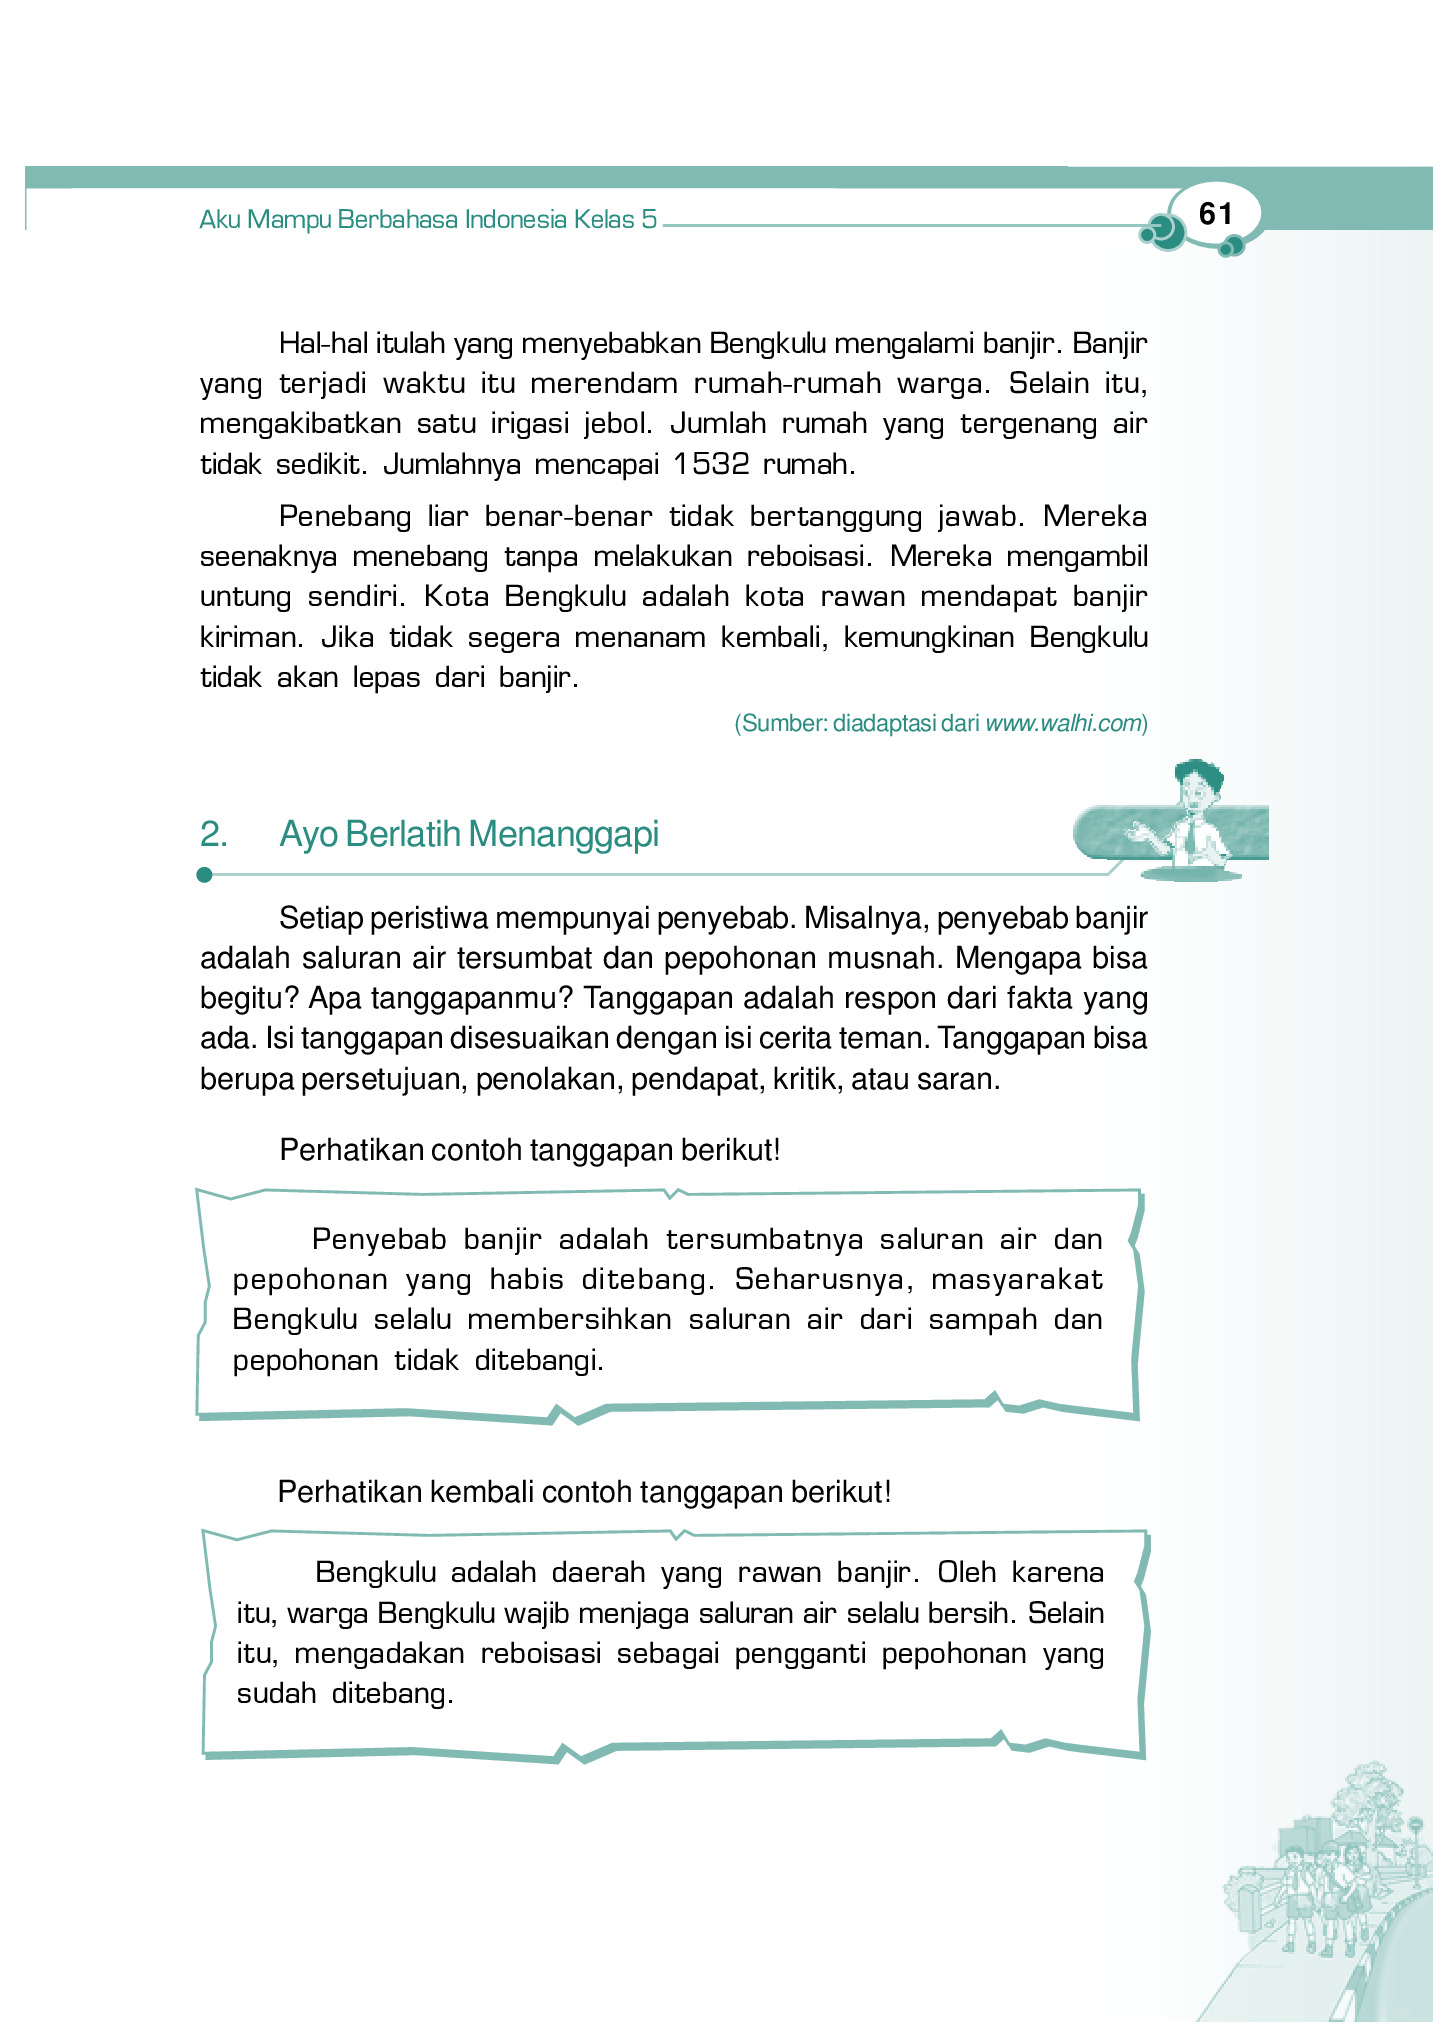 Aku Mampu Berbahasa Indonesia Kelas 5
61
Hal-hal itulah yang menyebabkan Bengkulu mengalami banjir. Banjir
yang terjadi waktu itu merendam rumah-rumah warga. Selain itu,
mengakibatkan satu irigasi jebol. Jumlah rumah yang tergenang air
tidak sedikit. Jumlahnya mencapai 1532 rumah.
Penebang liar benar-benar tidak bertanggung jawab. Mereka
seenaknya menebang tanpa melakukan reboisasi. Mereka mengambil
untung sendiri. Kota Bengkulu adalah kota rawan mendapat banjir
kiriman. Jika tidak segera menanam kembali, kemungkinan Bengkulu
tidak akan lepas dari banjir.
(Sumber: diadaptasi dari www.walhi.com)
2. Ayo Berlatih Menanggapi
Setiap peristiwa mempunyai penyebab. Misalnya, penyebab banjir
adalah saluran air tersumbat dan pepohonan musnah. Mengapa bisa
begitu? Apa tanggapanmu? Tanggapan adalah respon dari fakta yang
ada. Isi tanggapan disesuaikan dengan isi cerita teman. Tanggapan bisa
berupa persetujuan, penolakan, pendapat, kritik, atau saran.
Perhatikan contoh tanggapan berikut!
Penyebab banjir adalah tersumbatnya saluran air dan
pepohonan yang habis ditebang. Seharusnya, masyarakat
Bengkulu selalu membersihkan saluran air dari sampah dan
pepohonan tidak ditebangi.
Perhatikan kembali contoh tanggapan berikut!
Bengkulu adalah daerah yang rawan banjir. Oleh karena
itu, warga Bengkulu wajib menjaga saluran air selalu bersih. Selain
itu, mengadakan reboisasi sebagai pengganti pepohonan yang
sudah ditebang.